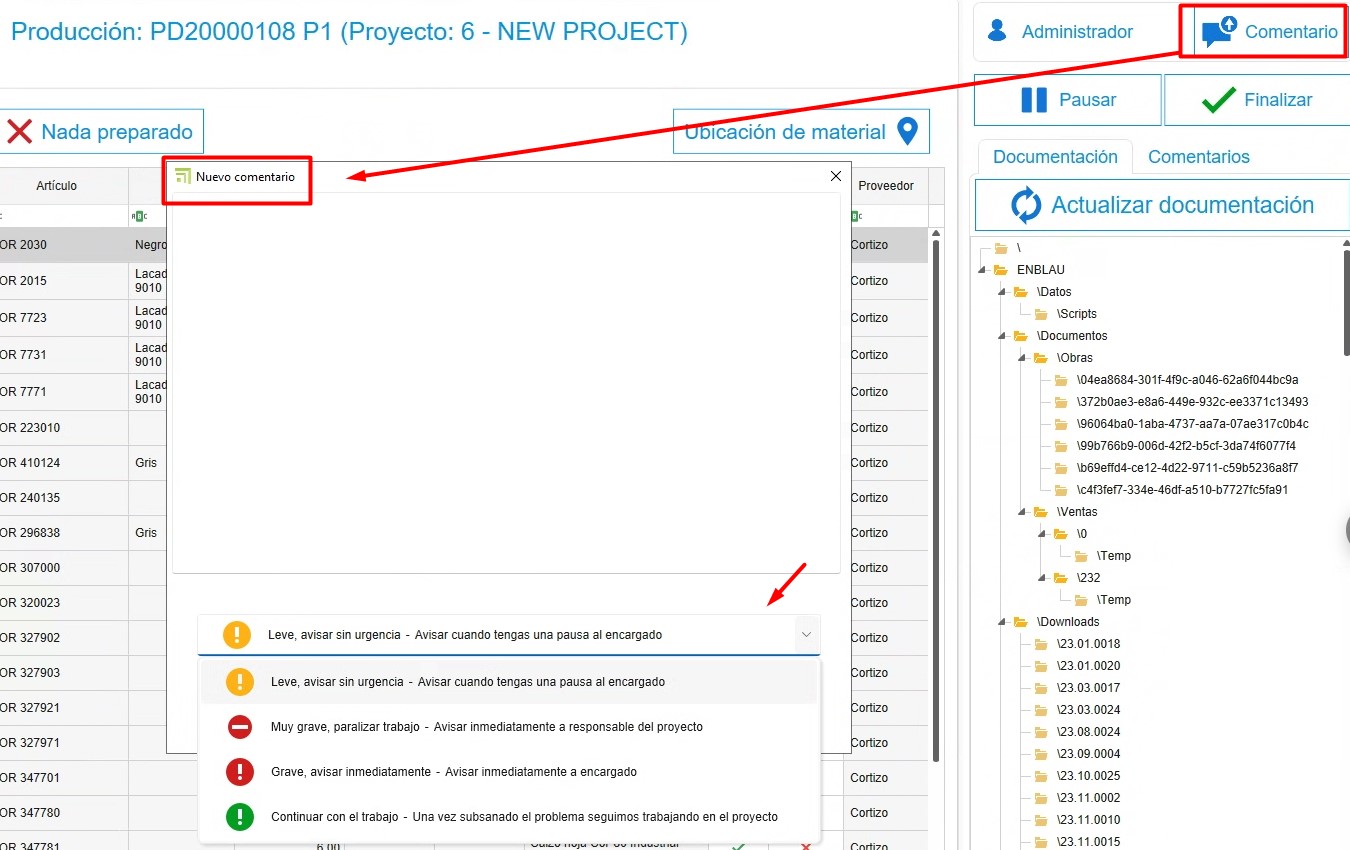 Producción: PD20000108 P1 (Proyecto: 6 - NEW PROJECT)
Administrador
Comentario
Pausar
Finalizar
Nada preparado
Ubicación de material
Documentación
Comentarios
Actualizar documentación
Artículo
Proveedor
Nuevo comentario
OR 2030
Negro
Cortizo
OR 2015
Lacad
9010
Cortizo
OR 7723
Lacad
9010
Cortizo
OR 7731
Lacad
9010
Cortizo
OR 7771
Lacad
9010
Cortizo
OR 223010
Cortizo
OR 410124
Gris
Cortizo
OR 240135
Cortizo
OR 296838
Gris
Cortizo
OR 307000
Cortizo
OR 320023
Cortizo
OR 327902
Cortizo
OR 327903
Cortizo
OR 327921
Cortizo
OR 327971
Cortizo
OR 347701
Cortizo
OR 347780
Cortizo
OR 347781
6,00
Cortizo
Leve, avisar sin urgencia - Avisar cuando tengas una pausa al encargado
Leve, avisar sin urgencia - Avisar cuando tengas una pausa al encargado
Muy grave, paralizar trabajo - Avisar inmediatamente a responsable del proyecto
Grave, avisar inmediatamente - Avisar inmediatamente a encargado
Continuar con el trabajo - Una vez subsanado el problema seguimos trabajando en el proyecto
\
ENBLAU
\Datos
\Scripts
\Documentos
\Obras
\04ea8684-301f-4f9c-a046-62a6f044bc9a
\372b0ae3-e8a6-449e-932c-ee3371c13493
\96064ba0-1aba-4737-aa7a-07ae317c0b4c
\99b766b9-006d-42f2-b5cf-3da74f6077f4
\b69effd4-ce12-4d22-9711-c59b5236a8f7
\c4f3fef7-334e-46df-a510-b7727fc5fa91
\Ventas
\0
\Temp
\232
\Temp
\Downloads
\23.01.0018
\23.01.0020
\23.03.0017
\23.03.0024
\23.08.0024
\23.09.0004
\23.10.0025
\23.11.0002
\23.11.0010
\23.11.0015